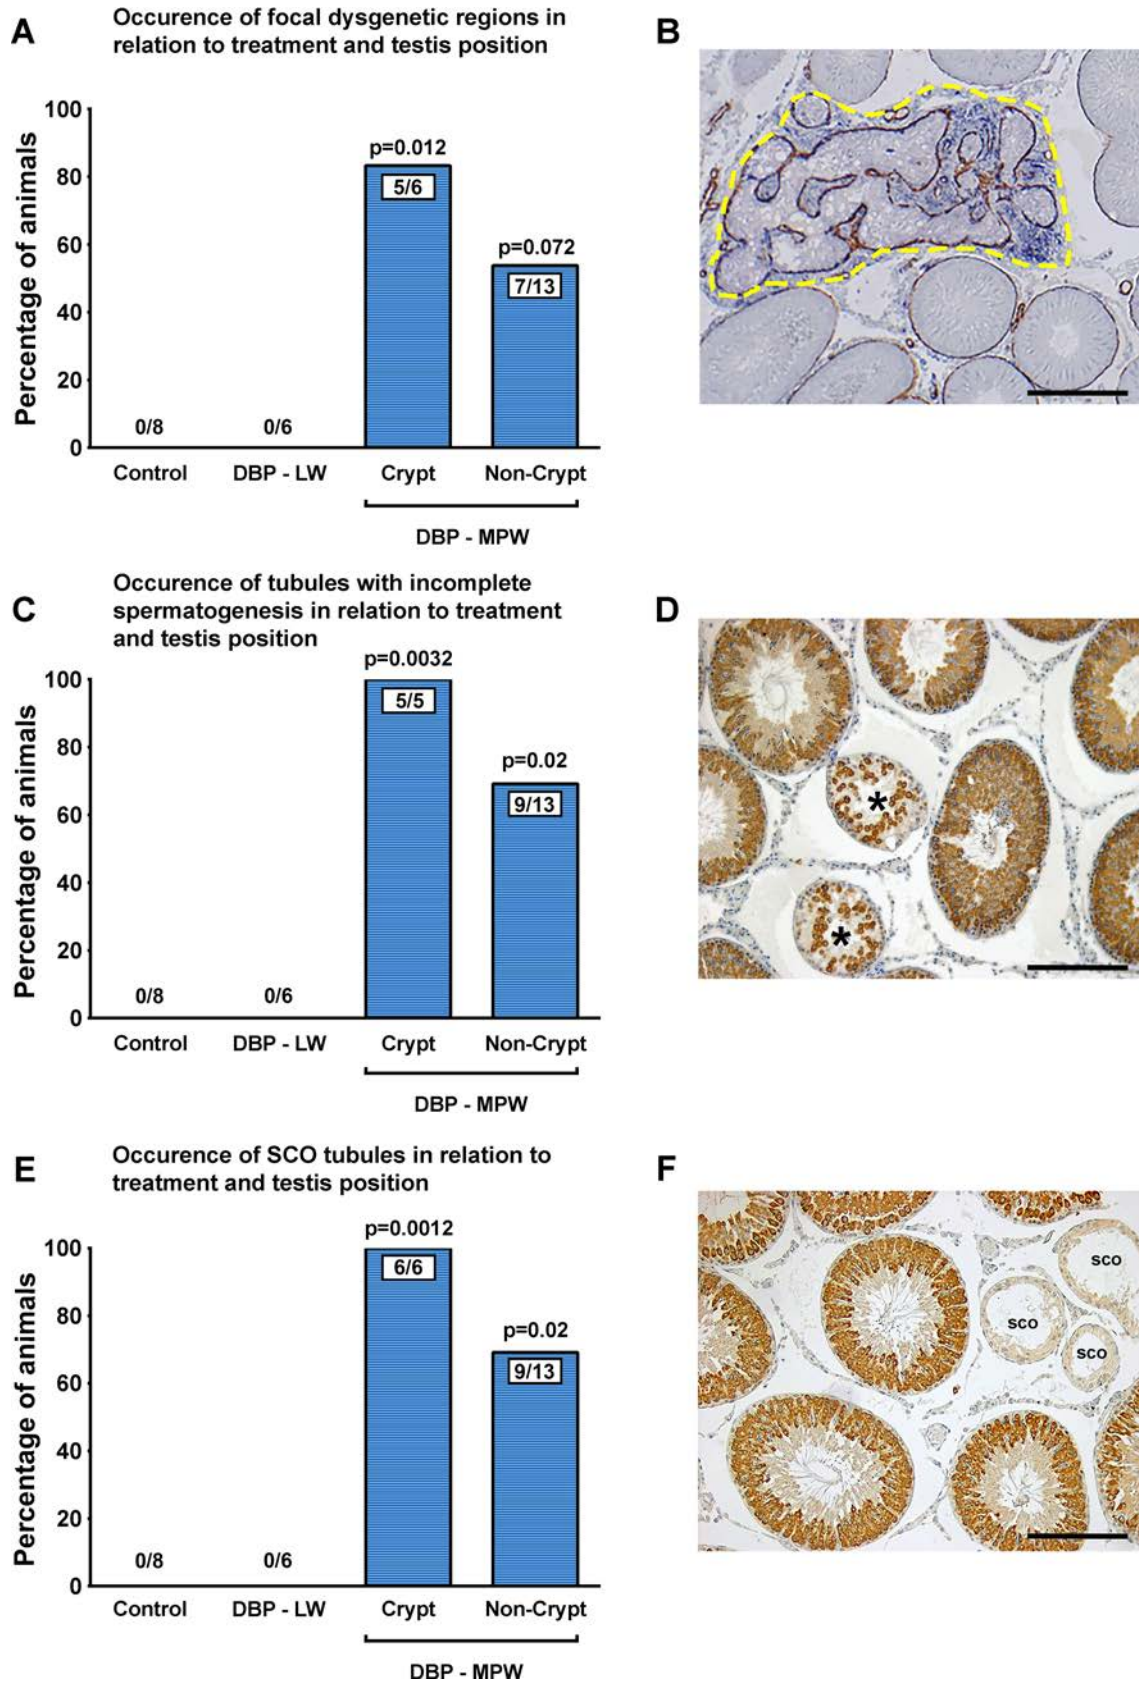 A
Occurence of focal dysgenetic regions in
relation to treatment and testis position
Percentage of animals
100
80
60
40
20
0
0/8
0/6
p=0.012
5/6
p=0.072
7/13
Control
DBP - LW
Crypt
Non-Crypt
DBP - MPW
B
C
Occurence of tubules with incomplete
spermatogenesis in relation to treatment
and testis position
Percentage of animals
100
80
60
40
20
0
0/8
0/6
p=0.0032
5/5
p=0.02
9/13
Control
DBP - LW
Crypt
Non-Crypt
DBP - MPW
D
*
*
E
Occurence of SCO tubules in relation to
treatment and testis position
Percentage of animals
100
80
60
40
20
0
0/8
0/6
p=0.0012
6/6
p=0.02
9/13
Control
DBP - LW
Crypt
Non-Crypt
DBP - MPW
F
SCO
SCO
SCO